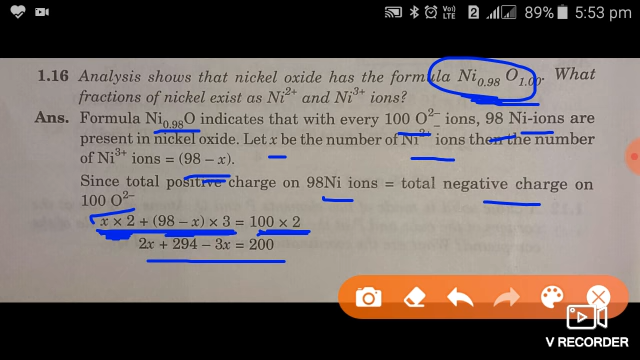 Vo) LTE 2 89% 5:53 pm
1.16 Analysis shows that nickel oxide has the formula Ni0.98 O1.00. What
fractions of nickel exist as Ni2+ and Ni3+ ions?
Ans. Formula Ni0.98O indicates that with every 100 O2– ions, 98 Ni-ions are
present in nickel oxide. Let x be the number of Ni2+ ions then the number
of Ni3+ ions = (98 – x).
Since total positive charge on 98Ni ions = total negative charge on
100 O2–
x × 2 + (98 – x) × 3 = 100 × 2
2x + 294 – 3x = 200
V RECORDER